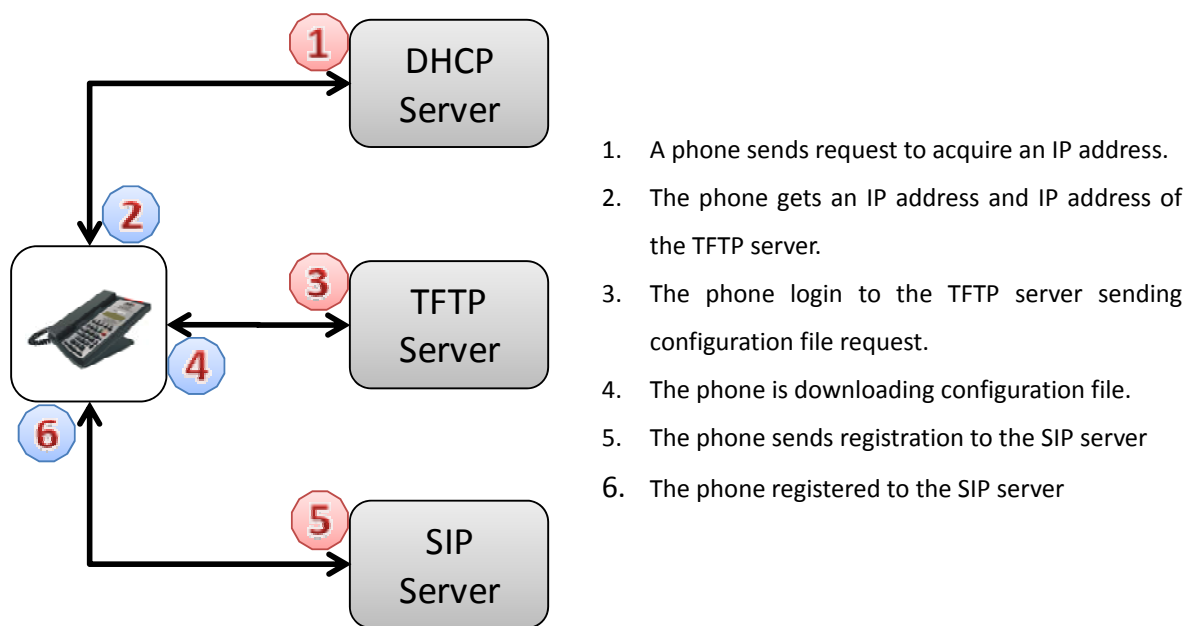 1
DHCP
Server
2
3
TFTP
Server
4
6
5
SIP
Server
1. A phone sends request to acquire an IP address.
2. The phone gets an IP address and IP address of
the TFTP server.
3. The phone login to the TFTP server sending
configuration file request.
4. The phone is downloading configuration file.
5. The phone sends registration to the SIP server
6. The phone registered to the SIP server